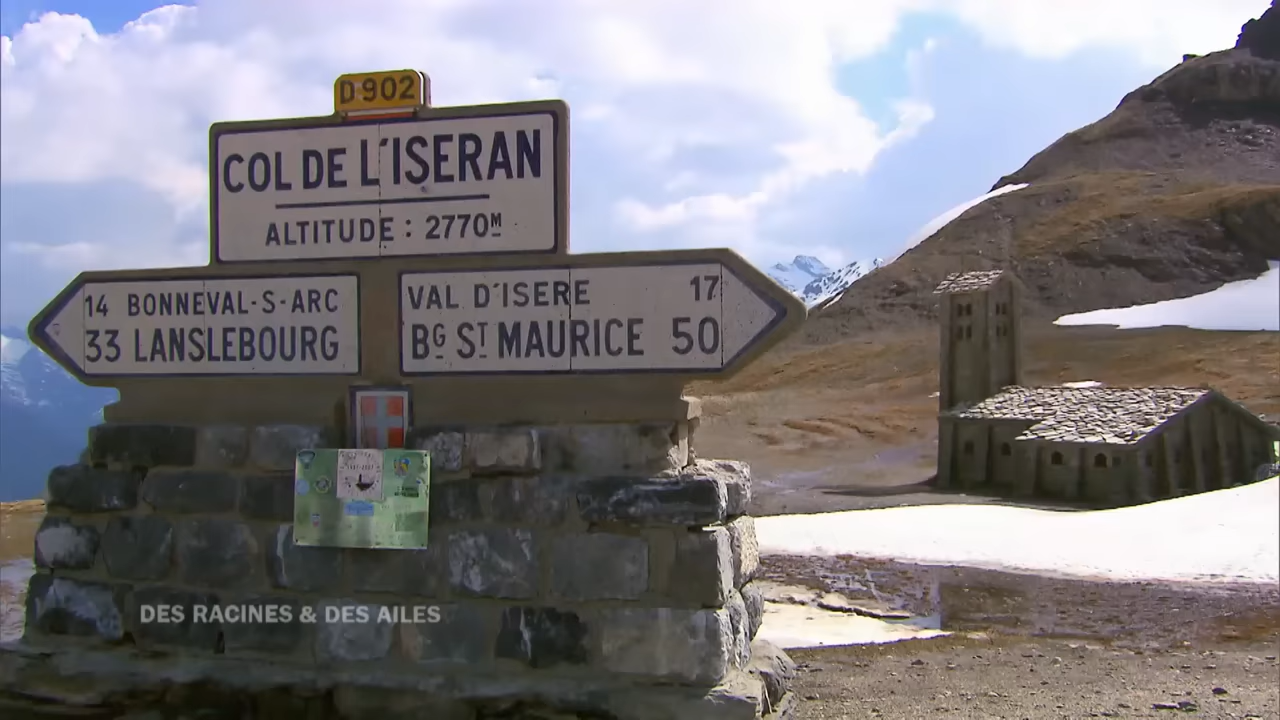 D 902
COL DE L'ISERAN
ALTITUDE : 2770M
14 BONNEVAL-S-ARC
33 LANSLEBOURG
VAL D'ISERE 17
BG ST MAURICE 50
DES RACINES & DES AILES